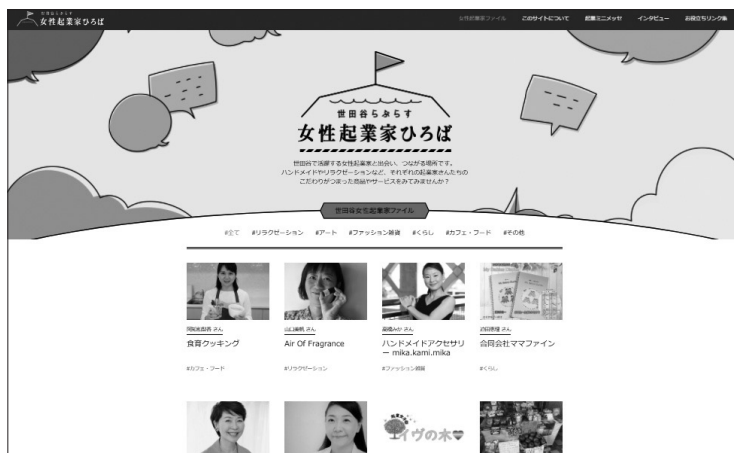 女性起業家ひろば
女性起業家ファイル
このサイトについて
起業ミニメッセ
インタビュー
お役立ちリンク集
世田谷らぷらす
女性起業家ひろば
世田谷で活躍する女性起業家と出会い、つながる場所です。
ハンドメイドやリラクゼーションなど、それぞれの起業家さんたちの
こだわりがつまった商品やサービスをみてみませんか？
世田谷女性起業家ファイル
#全て #リラクゼーション #アート #ファッション雑貨 #くらし #カフェ・フード #その他
さん
食育クッキング
#カフェ・フード
さん
Air Of Fragrance
#リラクゼーション
さん
ハンドメイドアクセサリ
ー mika.kami.mika
#ファッション雑貨
さん
合同会社ママファイン
#くらし
イヴの木